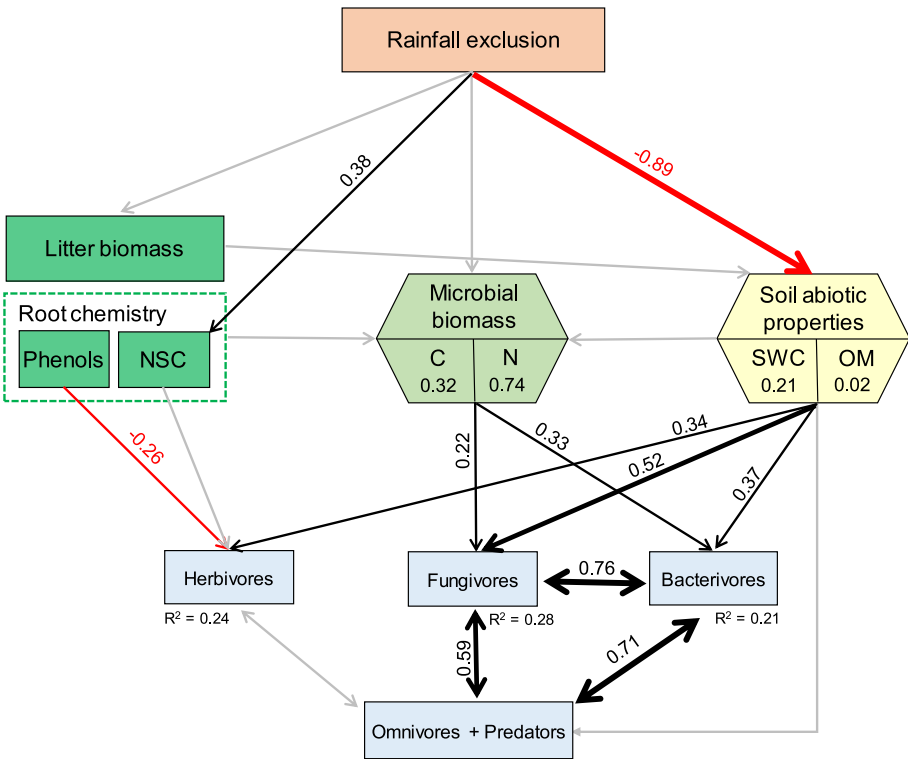 Rainfall exclusion
0.38
-0.89
Litter biomass
Root chemistry
Phenols
NSC
Microbial
biomass
C
N
0.32
0.74
Soil abiotic
properties
SWC
OM
0.21
0.02
-0.26
0.22
0.33
0.52
0.34
0.37
Herbivores
R² = 0.24
Fungivores
R² = 0.28
0.76
Bacterivores
R² = 0.21
0.59
0.71
Omnivores + Predators